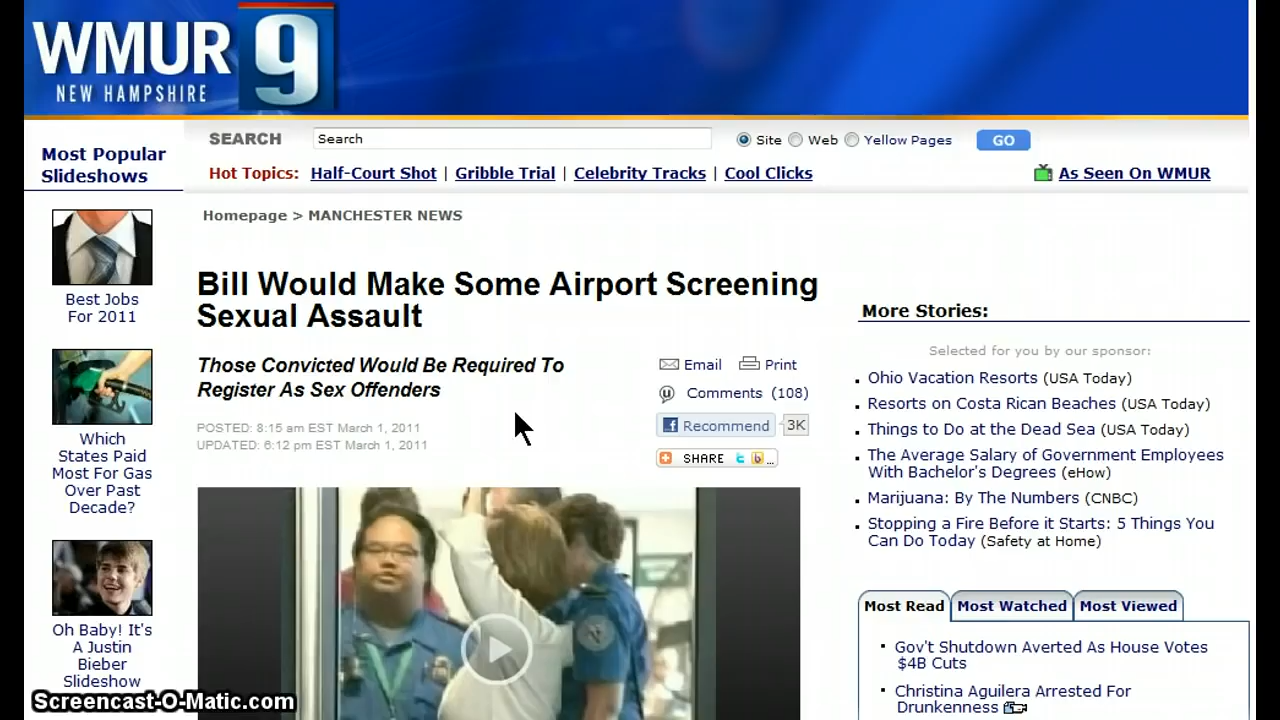 WMUR 9
NEW HAMPSHIRE
Most Popular
Slideshows
Best Jobs
For 2011
Which
States Paid
Most For Gas
Over Past
Decade?
Oh Baby! It's
A Justin
Bieber
Slideshow
SEARCH Search Site Web Yellow Pages GO
Hot Topics: Half-Court Shot | Gribble Trial | Celebrity Tracks | Cool Clicks As Seen On WMUR
Homepage > MANCHESTER NEWS
Bill Would Make Some Airport Screening
Sexual Assault
Those Convicted Would Be Required To
Register As Sex Offenders
POSTED: 8:15 am EST March 1, 2011
UPDATED: 6:12 pm EST March 1, 2011
Email Print
Comments (108)
Recommend 3K
SHARE
More Stories:
Selected for you by our sponsor:
Ohio Vacation Resorts (USA Today)
Resorts on Costa Rican Beaches (USA Today)
Things to Do at the Dead Sea (USA Today)
The Average Salary of Government Employees
With Bachelor's Degrees (eHow)
Marijuana: By The Numbers (CNBC)
Stopping a Fire Before it Starts: 5 Things You
Can Do Today (Safety at Home)
Most Read Most Watched Most Viewed
Gov't Shutdown Averted As House Votes
$4B Cuts
Christina Aguilera Arrested For
Drunkenness
Screencast-O-Matic.com